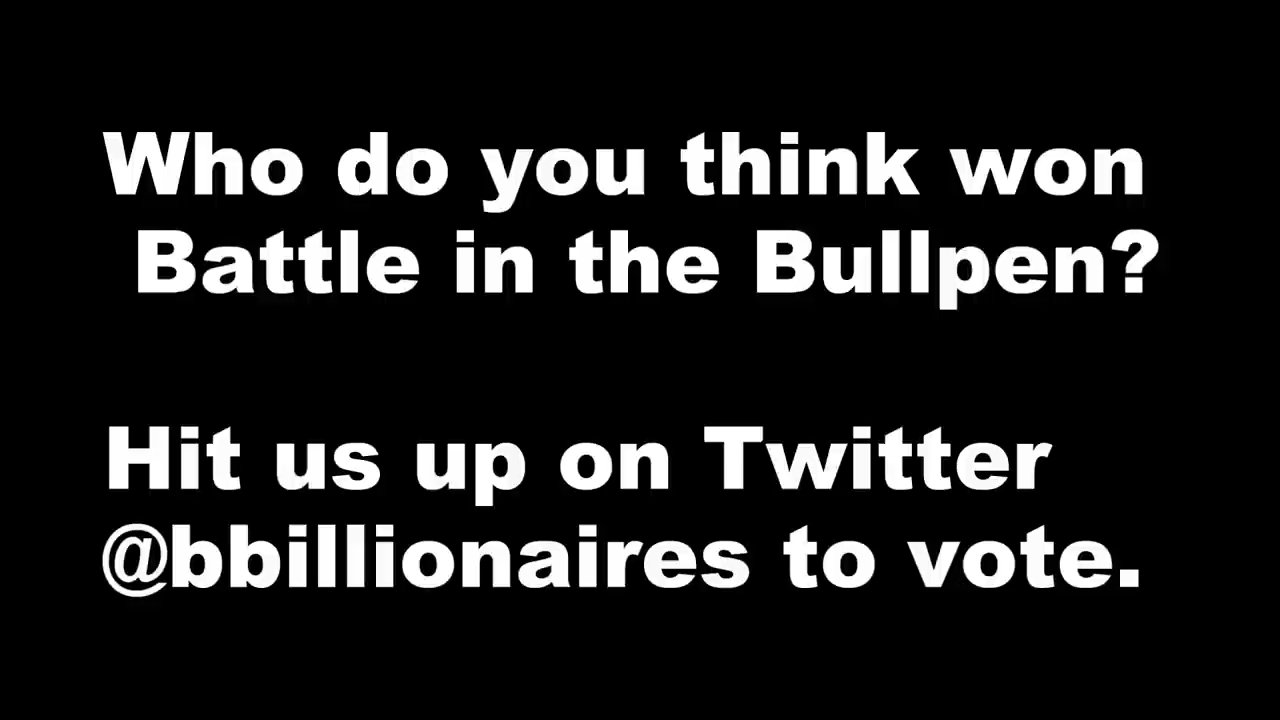 Who do you think won
Battle in the Bullpen?
Hit us up on Twitter
@bbillionaires to vote.